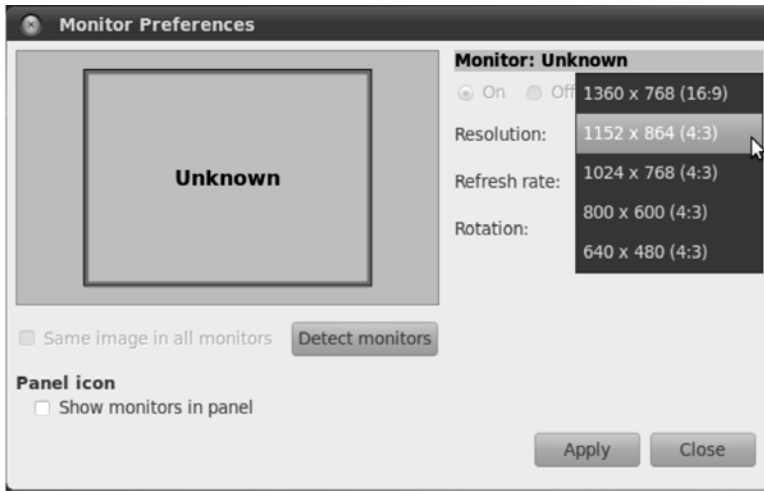 Monitor Preferences
Monitor: Unknown
On Off
1360 x 768 (16:9)
Resolution:
1152 x 864 (4:3)
Unknown
Refresh rate:
1024 x 768 (4:3)
Rotation:
800 x 600 (4:3)
640 x 480 (4:3)
Same image in all monitors
Detect monitors
Panel icon
Show monitors in panel
Apply
Close